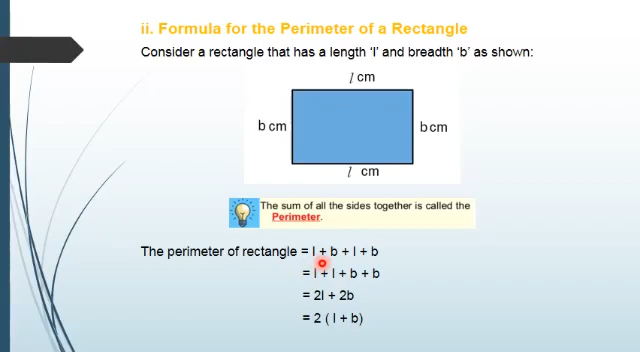 ii. Formula for the Perimeter of a Rectangle
Consider a rectangle that has a length 'l' and breadth 'b' as shown:
l cm
b cm
b cm
l cm
The sum of all the sides together is called the
Perimeter.
The perimeter of rectangle = l + b + l + b
= l + l + b + b
= 2l + 2b
= 2 ( l + b)